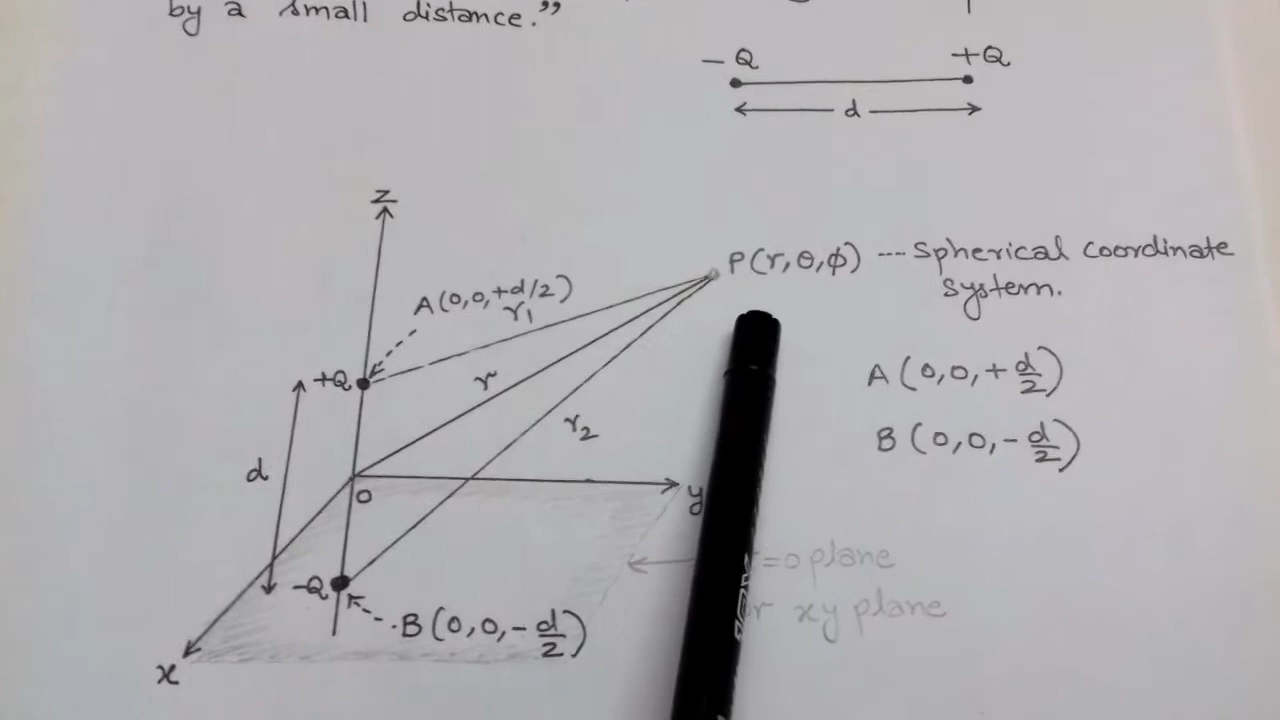 by a small distance."
-Q +Q
d
z
P(r,θ,ϕ) --- Spherical coordinate
system.
A(0,0,+d/2)
r₁
+Q
r
A(0,0,+d/2)
r₂
B(0,0,-d/2)
d
o
y
=0 plane
-Q
xy plane
B(0,0,-d/2)
x